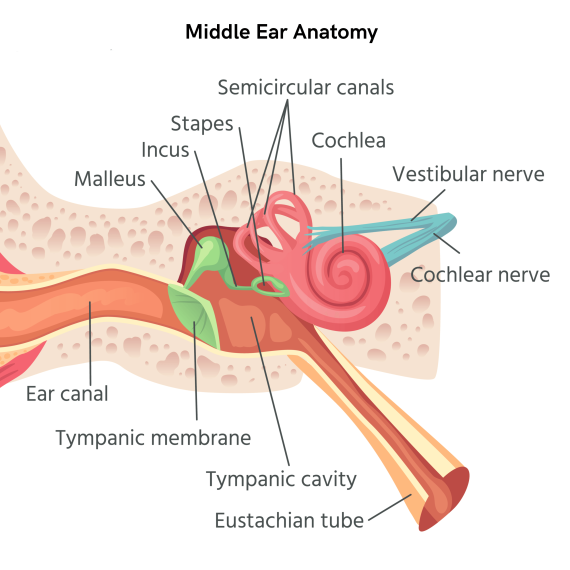 Middle Ear Anatomy
Semicircular canals
Stapes
Cochlea
Incus
Vestibular nerve
Malleus
Cochlear nerve
Ear canal
Tympanic membrane
Tympanic cavity
Eustachian tube